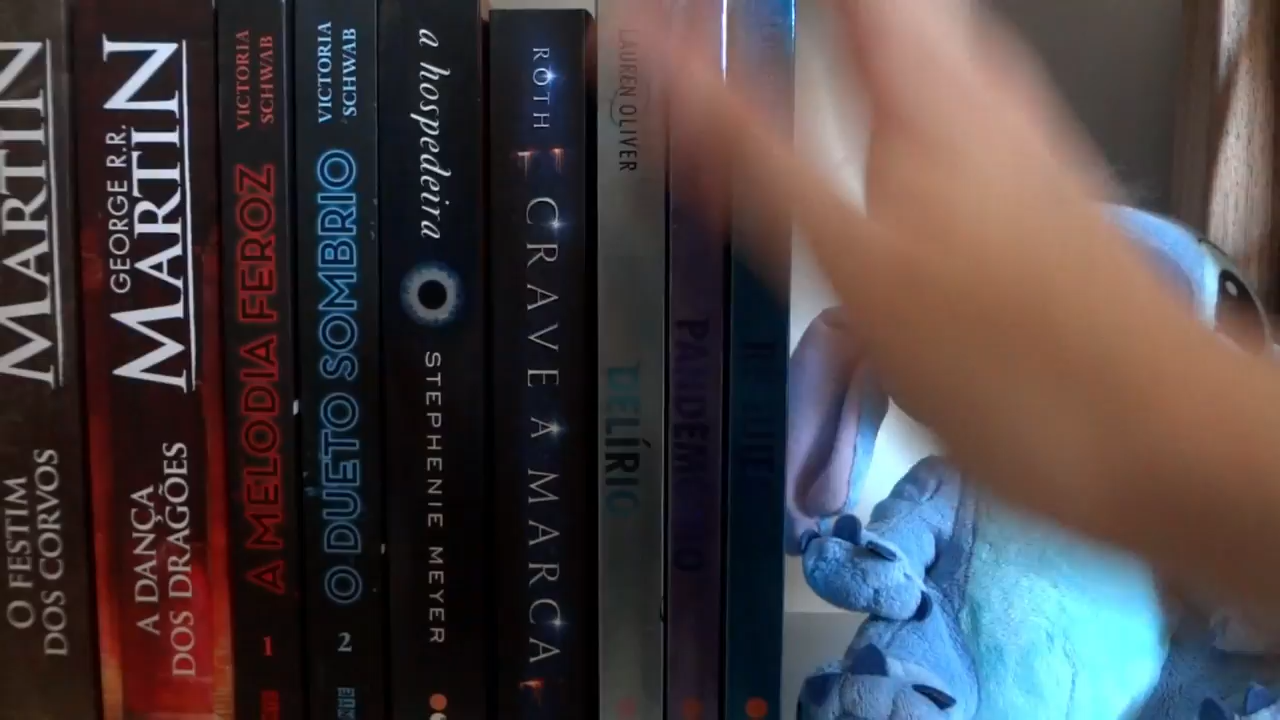 MARTIN
O FESTIM
DOS CORVOS
GEORGE R.R.
MARTIN
A DANÇA
DOS DRAGÕES
VICTORIA
SCHWAB
A MELODIA FEROZ
1
VICTORIA
SCHWAB
O DUETO SOMBRIO
2
a hospedeira
STEPHENIE MEYER
ROTH
CRAVE A MARCA
LAUREN OLIVER
DELÍRIO